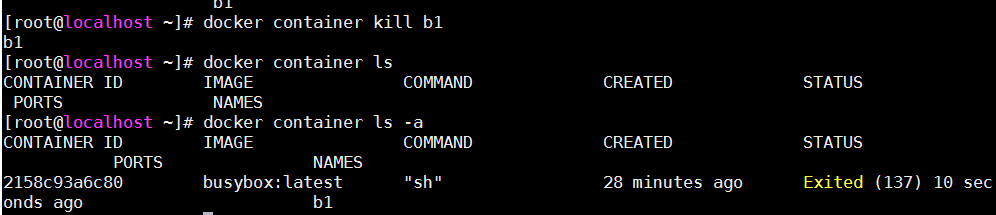 b1
[root@localhost ~]# docker container kill b1
b1
[root@localhost ~]# docker container ls
CONTAINER ID        IMAGE               COMMAND             CREATED             STATUS
 PORTS               NAMES
[root@localhost ~]# docker container ls -a
CONTAINER ID        IMAGE               COMMAND             CREATED             STATUS
           PORTS               NAMES
2158c93a6c80        busybox:latest      "sh"                28 minutes ago      Exited (137) 10 sec
onds ago                       b1